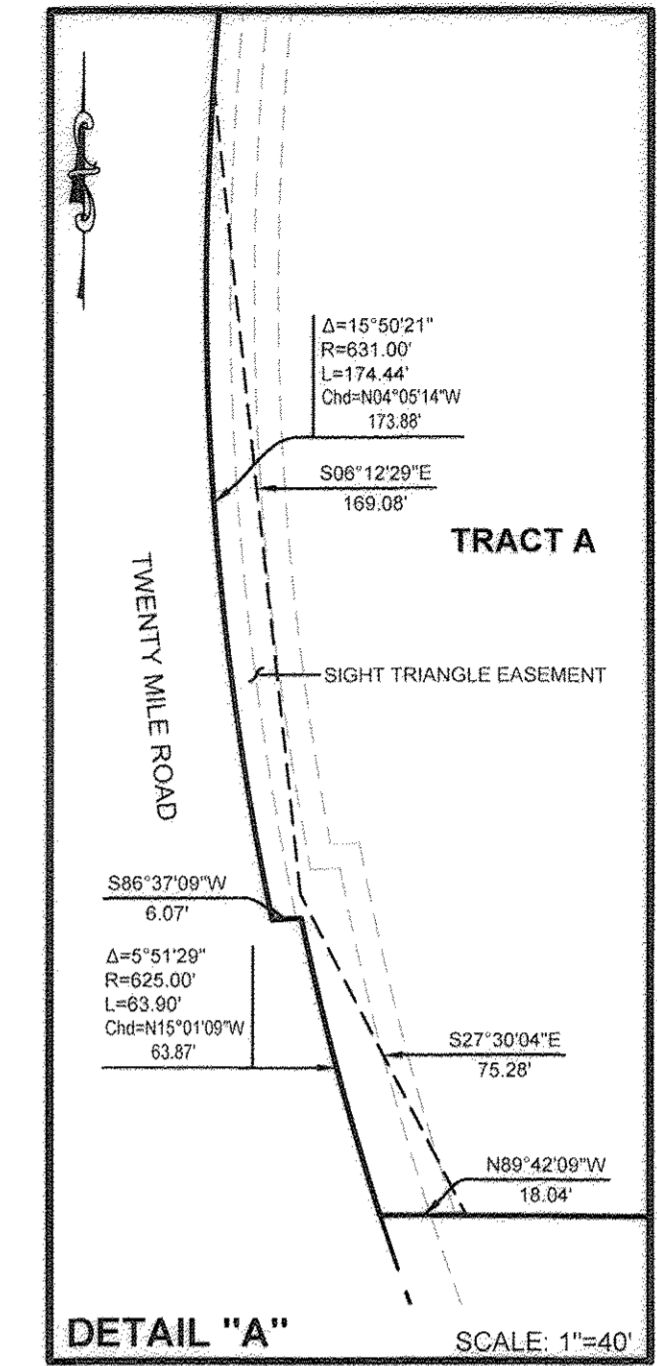 Δ=15°50'21"
R=631.00'
L=174.44'
Chd=N04°05'14"W
173.88'
S06°12'29"E
169.08'
TRACT A
TWENTY MILE ROAD
SIGHT TRIANGLE EASEMENT
S86°37'09"W
6.07'
Δ=5°51'29"
R=625.00'
L=63.90'
Chd=N15°01'09"W
63.87'
S27°30'04"E
75.28'
N89°42'09"W
18.04'
DETAIL "A"
SCALE: 1"=40'